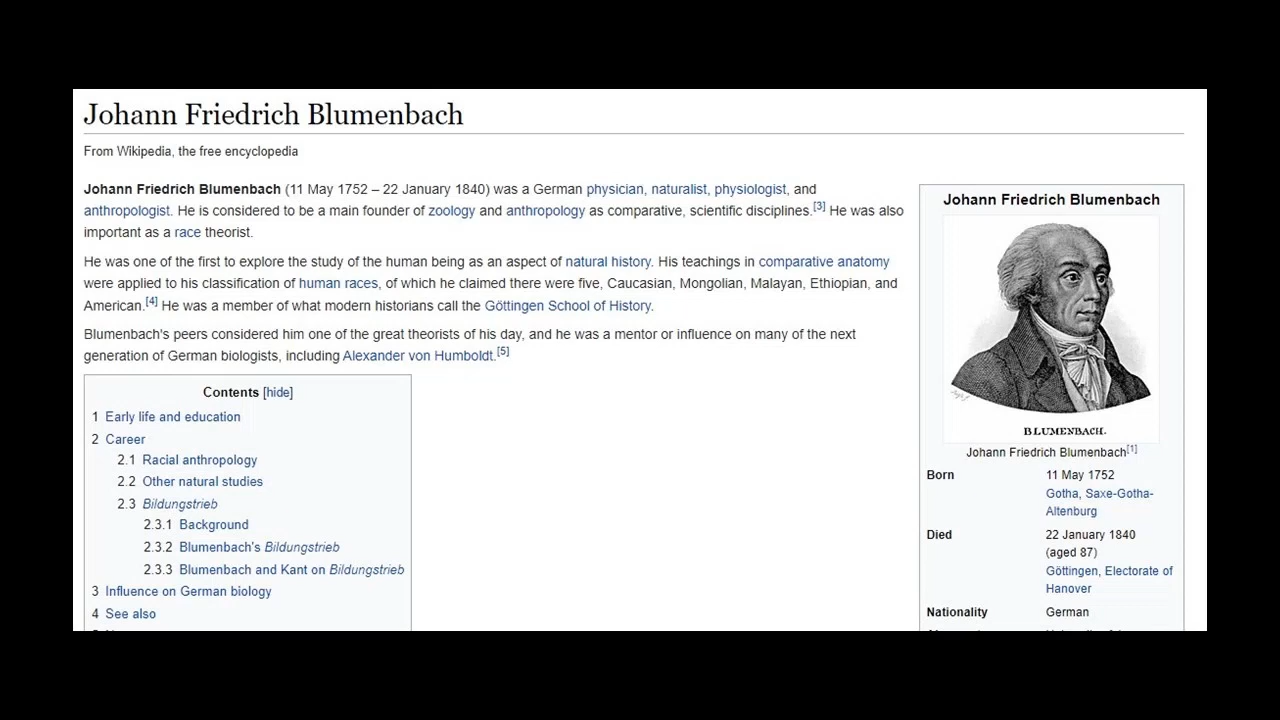 Johann Friedrich Blumenbach
From Wikipedia, the free encyclopedia
Johann Friedrich Blumenbach (11 May 1752 – 22 January 1840) was a German physician, naturalist, physiologist, and
anthropologist. He is considered to be a main founder of zoology and anthropology as comparative, scientific disciplines.[3] He was also
important as a race theorist.
He was one of the first to explore the study of the human being as an aspect of natural history. His teachings in comparative anatomy
were applied to his classification of human races, of which he claimed there were five, Caucasian, Mongolian, Malayan, Ethiopian, and
American.[4] He was a member of what modern historians call the Göttingen School of History.
Blumenbach's peers considered him one of the great theorists of his day, and he was a mentor or influence on many of the next
generation of German biologists, including Alexander von Humboldt.[5]
Contents [hide]
1 Early life and education
2 Career
2.1 Racial anthropology
2.2 Other natural studies
2.3 Bildungstrieb
2.3.1 Background
2.3.2 Blumenbach's Bildungstrieb
2.3.3 Blumenbach and Kant on Bildungstrieb
3 Influence on German biology
4 See also
Johann Friedrich Blumenbach
BLUMENBACH.
Johann Friedrich Blumenbach[1]
Born 11 May 1752
Gotha, Saxe-Gotha-
Altenburg
Died 22 January 1840
(aged 87)
Göttingen, Electorate of
Hanover
Nationality German